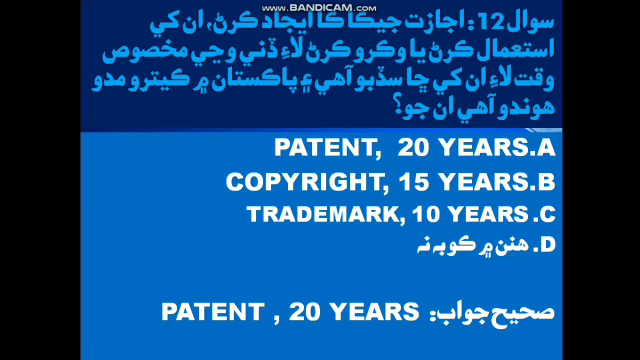 WWW.BANDICAM.COM
سوال 12: اجازت جيڪا ڪا ايجاد ڪرڻ، ان کي
استعمال ڪرڻ يا وڪرو ڪرڻ لاءِ ڏني وڃي مخصوص
وقت لاءِ ان کي ڇا سڏبو آهي ۽ پاڪستان ۾ ڪيترو مدو
هوندو آهي ان جو؟
PATENT, 20 YEARS.A
COPYRIGHT, 15 YEARS.B
TRADEMARK, 10 YEARS .C
D. هنن ۾ ڪو به نه
صحيح جواب: PATENT , 20 YEARS